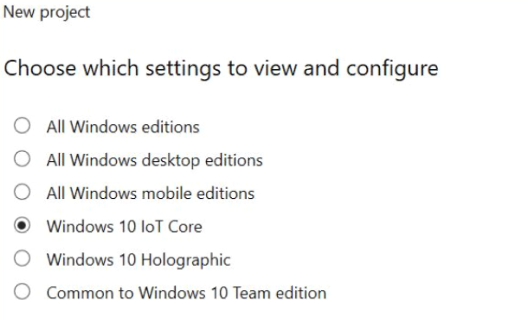 New project
Choose which settings to view and configure
All Windows editions
All Windows desktop editions
All Windows mobile editions
Windows 10 IoT Core
Windows 10 Holographic
Common to Windows 10 Team edition